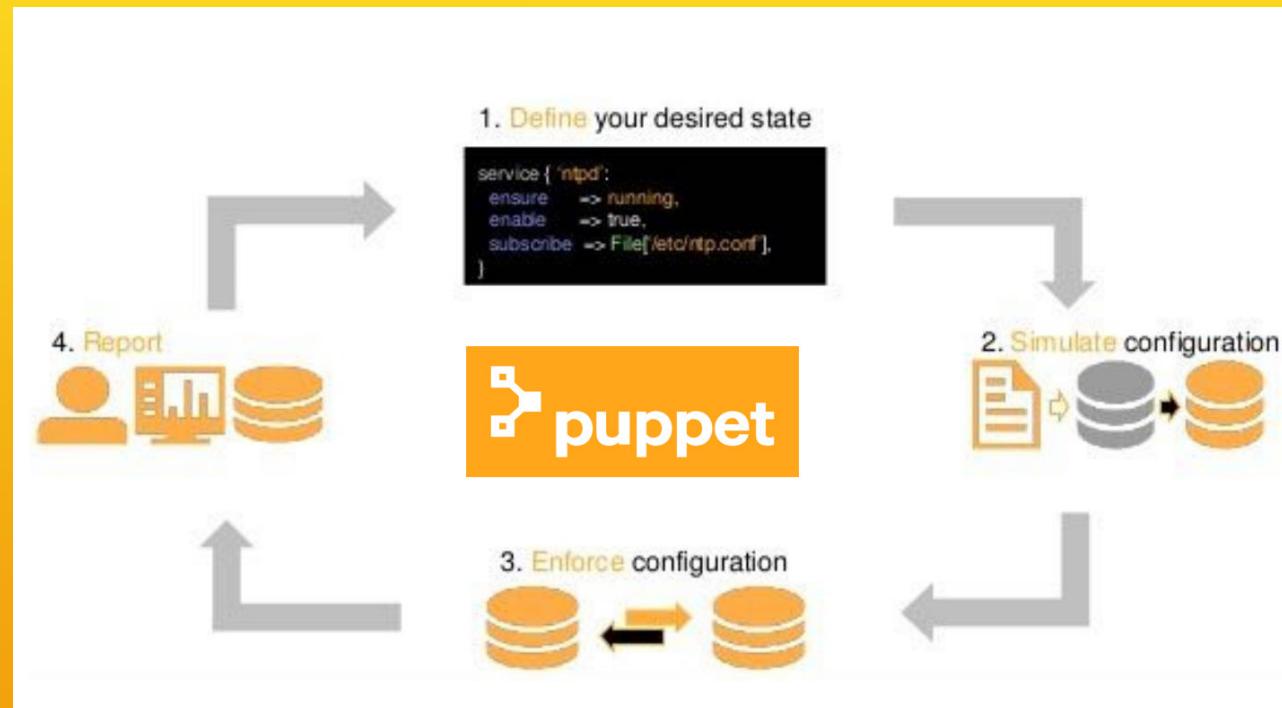 1. Define your desired state
service { 'ntpd':
ensure => running,
enable => true,
subscribe => File['/etc/ntp.conf'],
}
2. Simulate configuration
3. Enforce configuration
4. Report
puppet